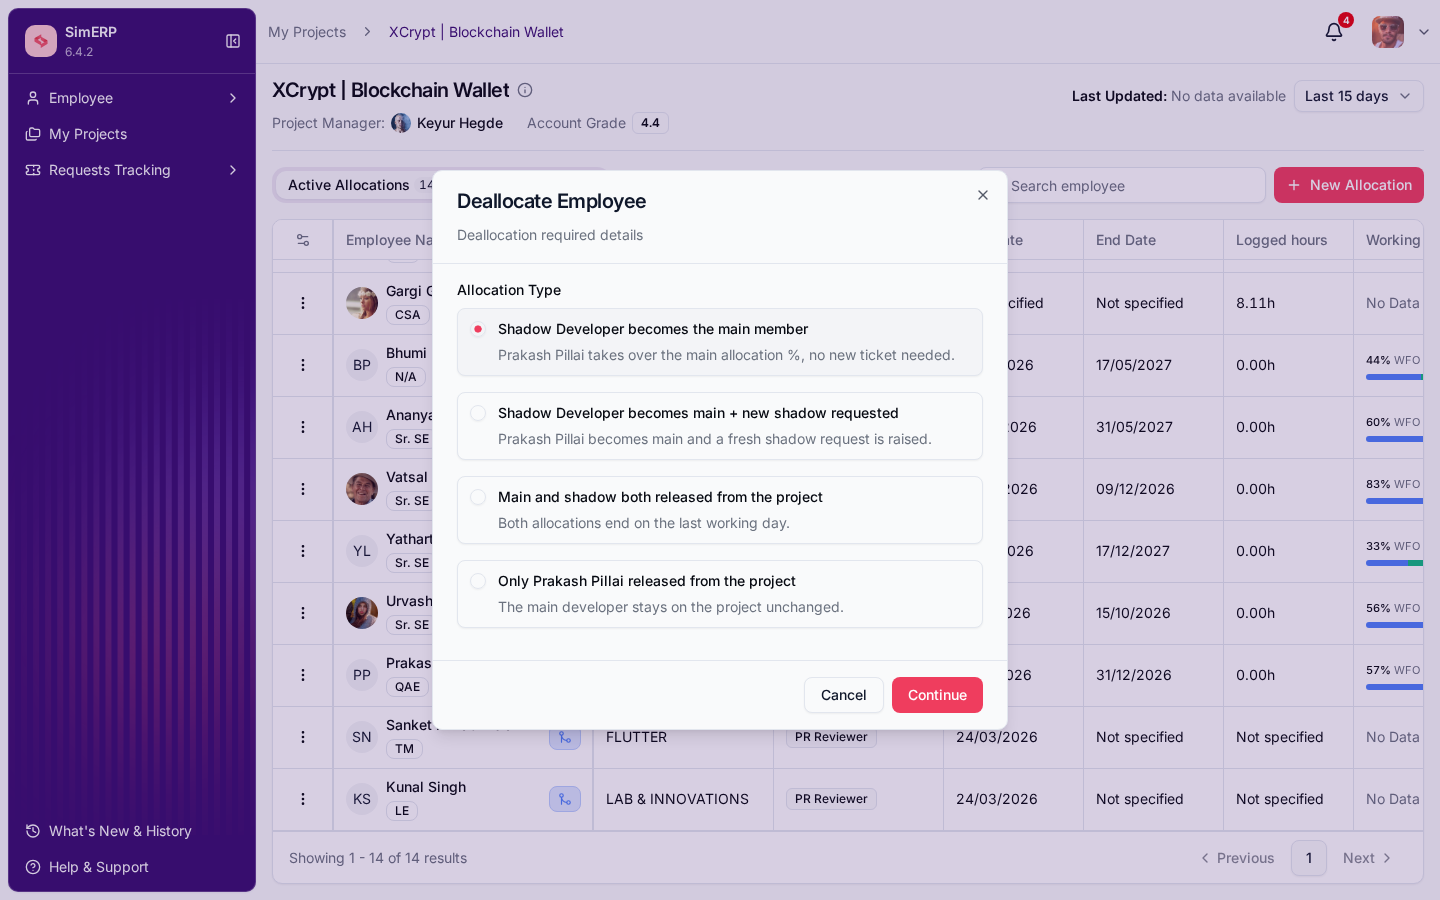 SimERP
6.4.2
Employee
My Projects
Requests Tracking
What's New & History
Help & Support
My Projects
XCrypt | Blockchain Wallet
4
XCrypt | Blockchain Wallet
Project Manager:
Keyur Hegde
Account Grade
4.4
Last Updated: No data available
Last 15 days
Active Allocations
14
Search employee
New Allocation
Deallocate Employee
Deallocation required details
Allocation Type
Shadow Developer becomes the main member
Prakash Pillai takes over the main allocation %, no new ticket needed.
Shadow Developer becomes main + new shadow requested
Prakash Pillai becomes main and a fresh shadow request is raised.
Main and shadow both released from the project
Both allocations end on the last working day.
Only Prakash Pillai released from the project
The main developer stays on the project unchanged.
Cancel
Continue
Employee
End Date
Logged hours
Working
Gargi
CSA
Not specified
8.11h
No Data
BP
Bhumi
N/A
17/05/2027
0.00h
44% WFO
AH
Ananya
Sr. SE
31/05/2027
0.00h
60% WFO
Vatsal
Sr. SE
09/12/2026
0.00h
83% WFO
YL
Sr. SE
17/12/2027
0.00h
33% WFO
Sr. SE
15/10/2026
0.00h
56% WFO
PP
QAE
31/12/2026
0.00h
57% WFO
SN
Sanket
TM
FLUTTER
PR Reviewer
24/03/2026
Not specified
Not specified
No Data
KS
Kunal Singh
LE
LAB & INNOVATIONS
PR Reviewer
24/03/2026
Not specified
Not specified
No Data
Showing 1 - 14 of 14 results
Previous
1
Next